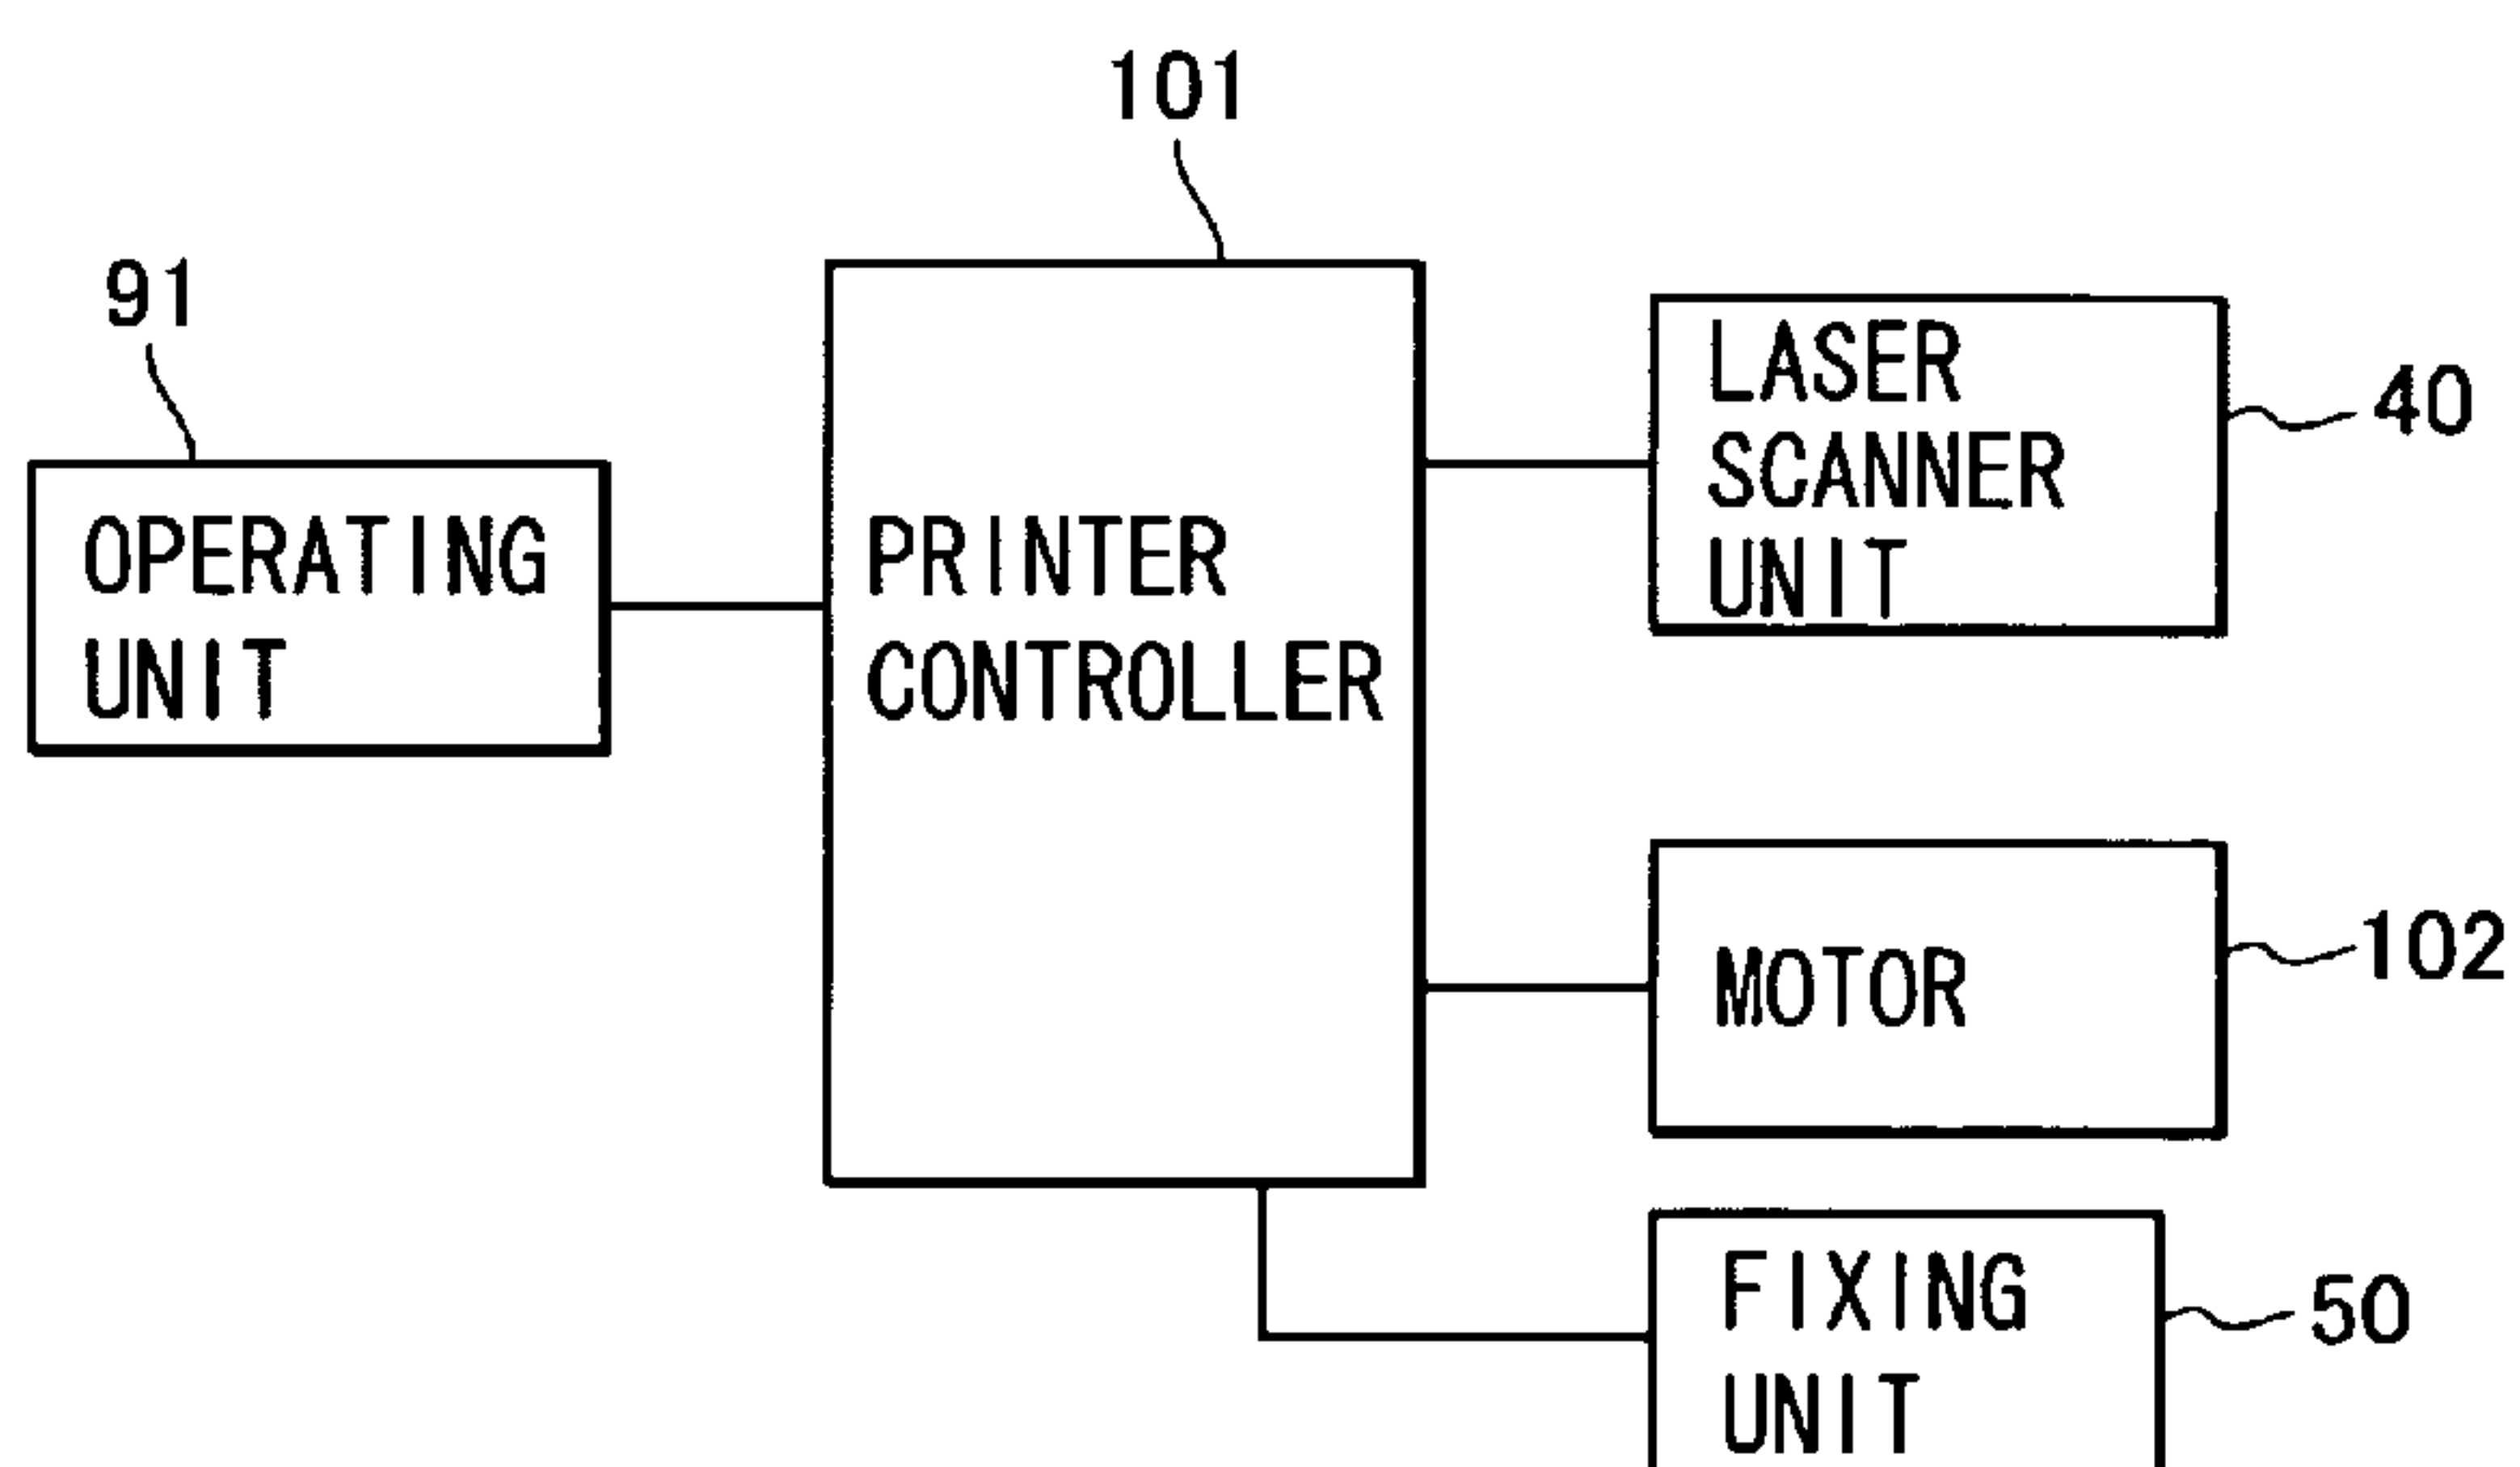 101
91
OPERATING
UNIT
PRINTER
CONTROLLER
LASER
SCANNER
UNIT
40
MOTOR
102
FIXING
UNIT
50